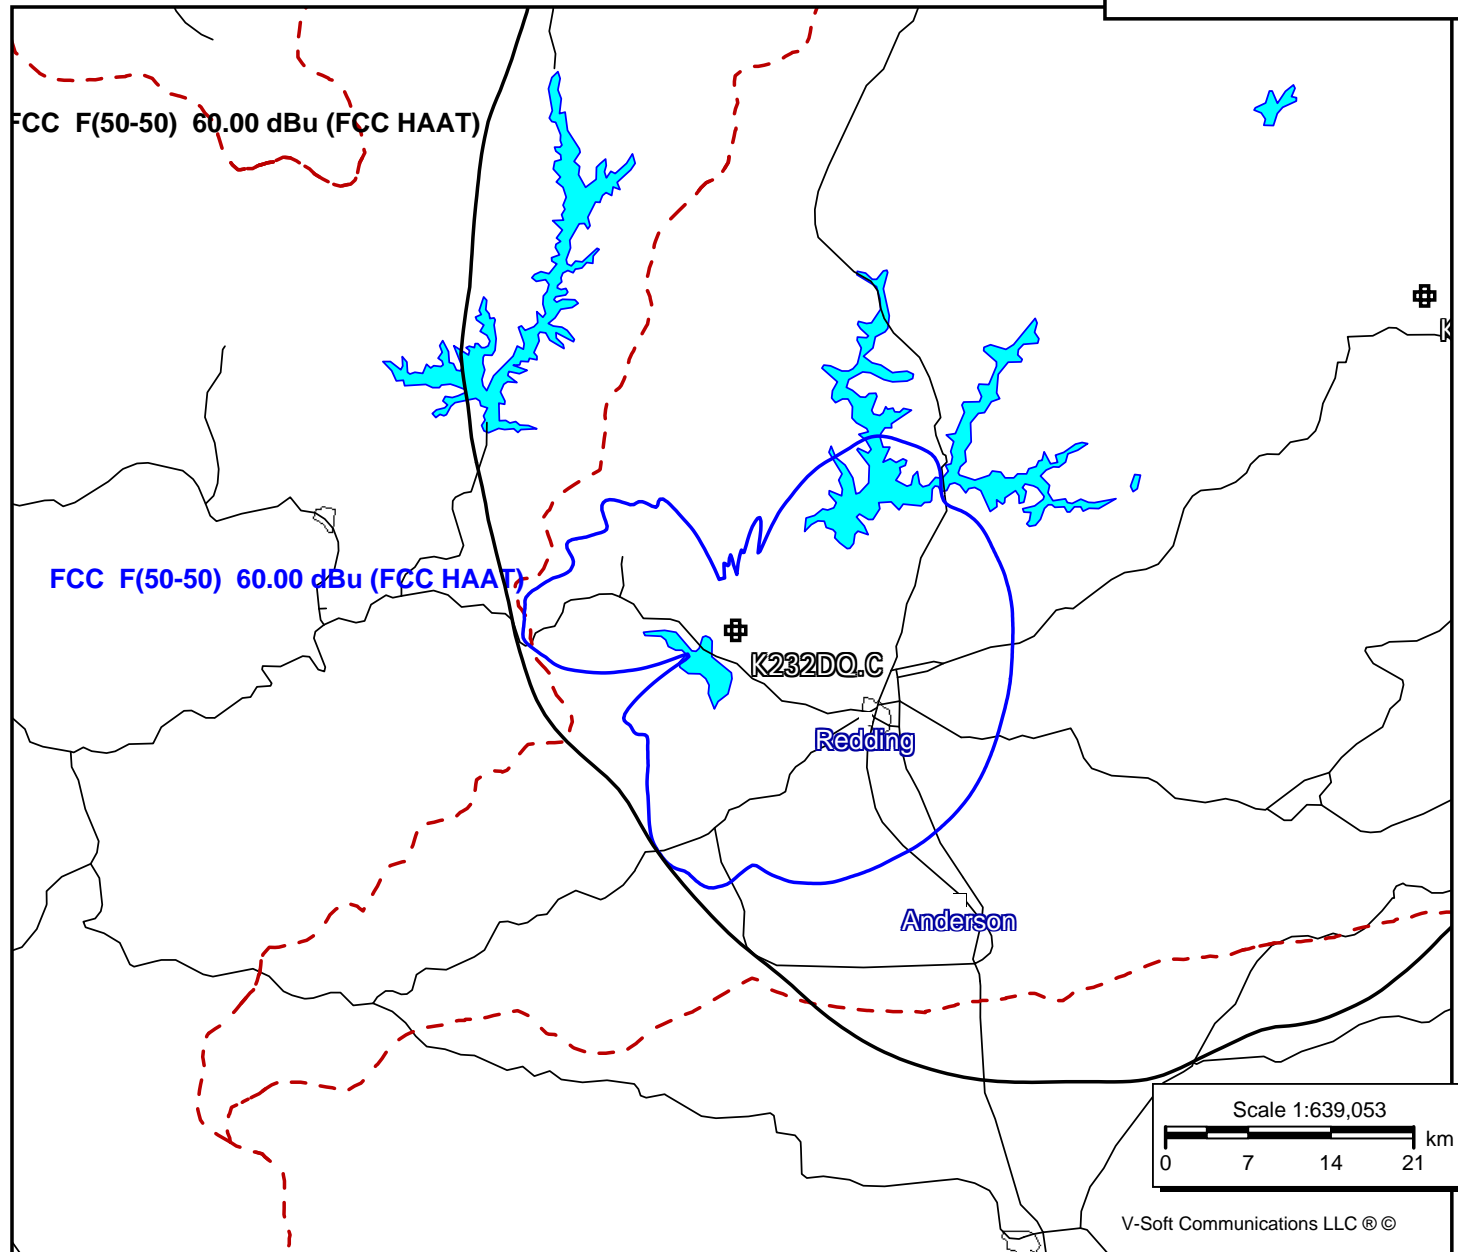 FCC F(50-50) 60.00 dBu (FCC HAAT)
K
FCC F(50-50) 60.00 dBu (FCC HAAT)
K232DQ.C
Redding
Anderson
Scale 1:639,053
km
0 7 14 21
V-Soft Communications LLC ® ©